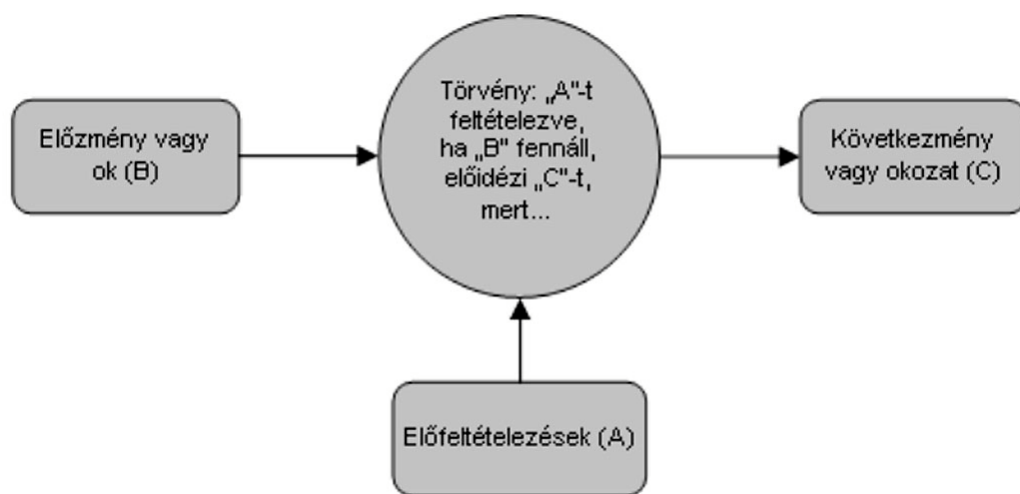 Előzmény vagy
ok (B)
Törvény: „A"-t
feltételezve,
ha „B" fennáll,
előidézi „C"-t,
mert...
Következmény
vagy okozat (C)
Előfeltételezések (A)